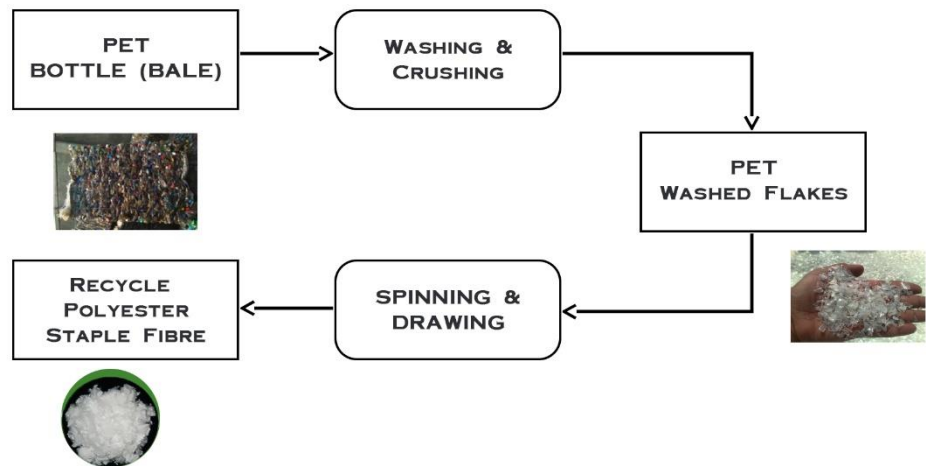 PET
BOTTLE (BALE)
WASHING &
CRUSHING
PET
WASHED FLAKES
SPINNING &
DRAWING
RECYCLE
POLYESTER
STAPLE FIBRE